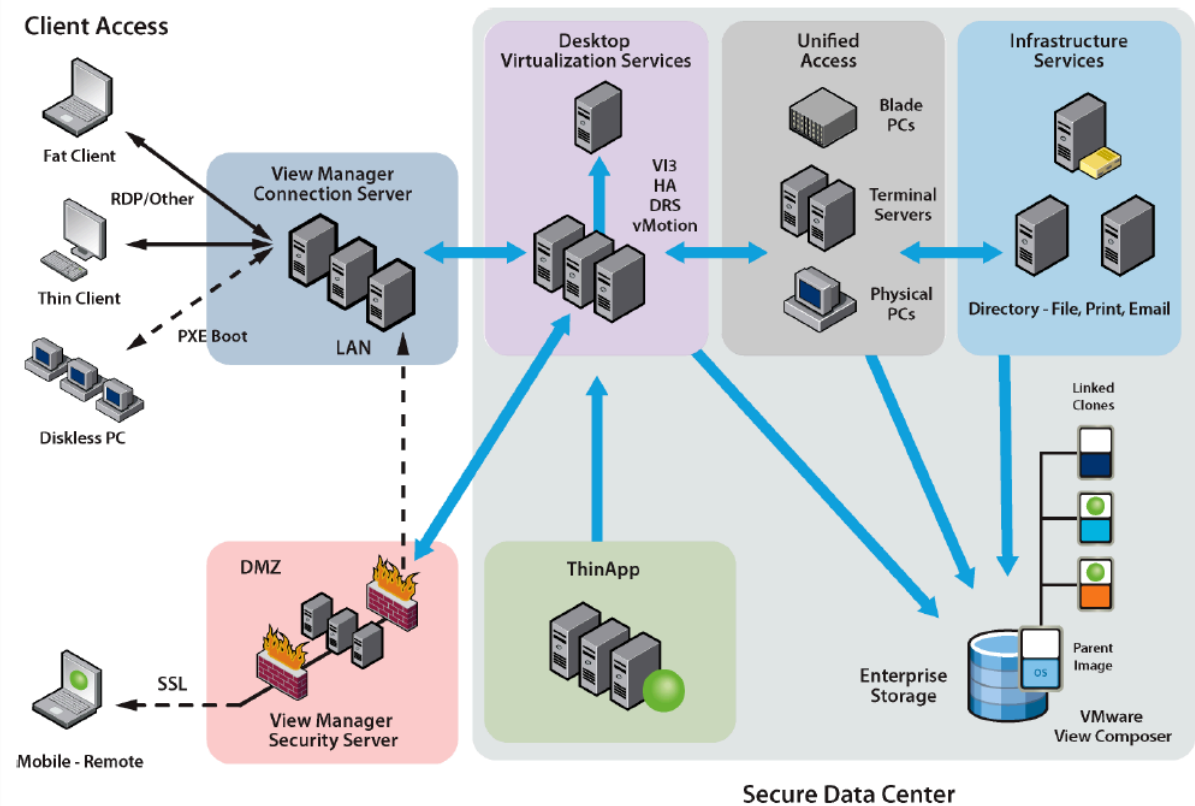 Client Access
Fat Client
RDP/Other
Thin Client
PXE Boot
Diskless PC
View Manager
Connection Server
LAN
DMZ
View Manager
Security Server
SSL
Mobile - Remote
Desktop
Virtualization Services
VI3
HA
DRS
vMotion
Unified
Access
Blade
PCs
Terminal
Servers
Physical
PCs
Infrastructure
Services
Directory - File, Print, Email
ThinApp
Linked
Clones
Parent
Image
OS
Enterprise
Storage
VMware
View Composer
Secure Data Center